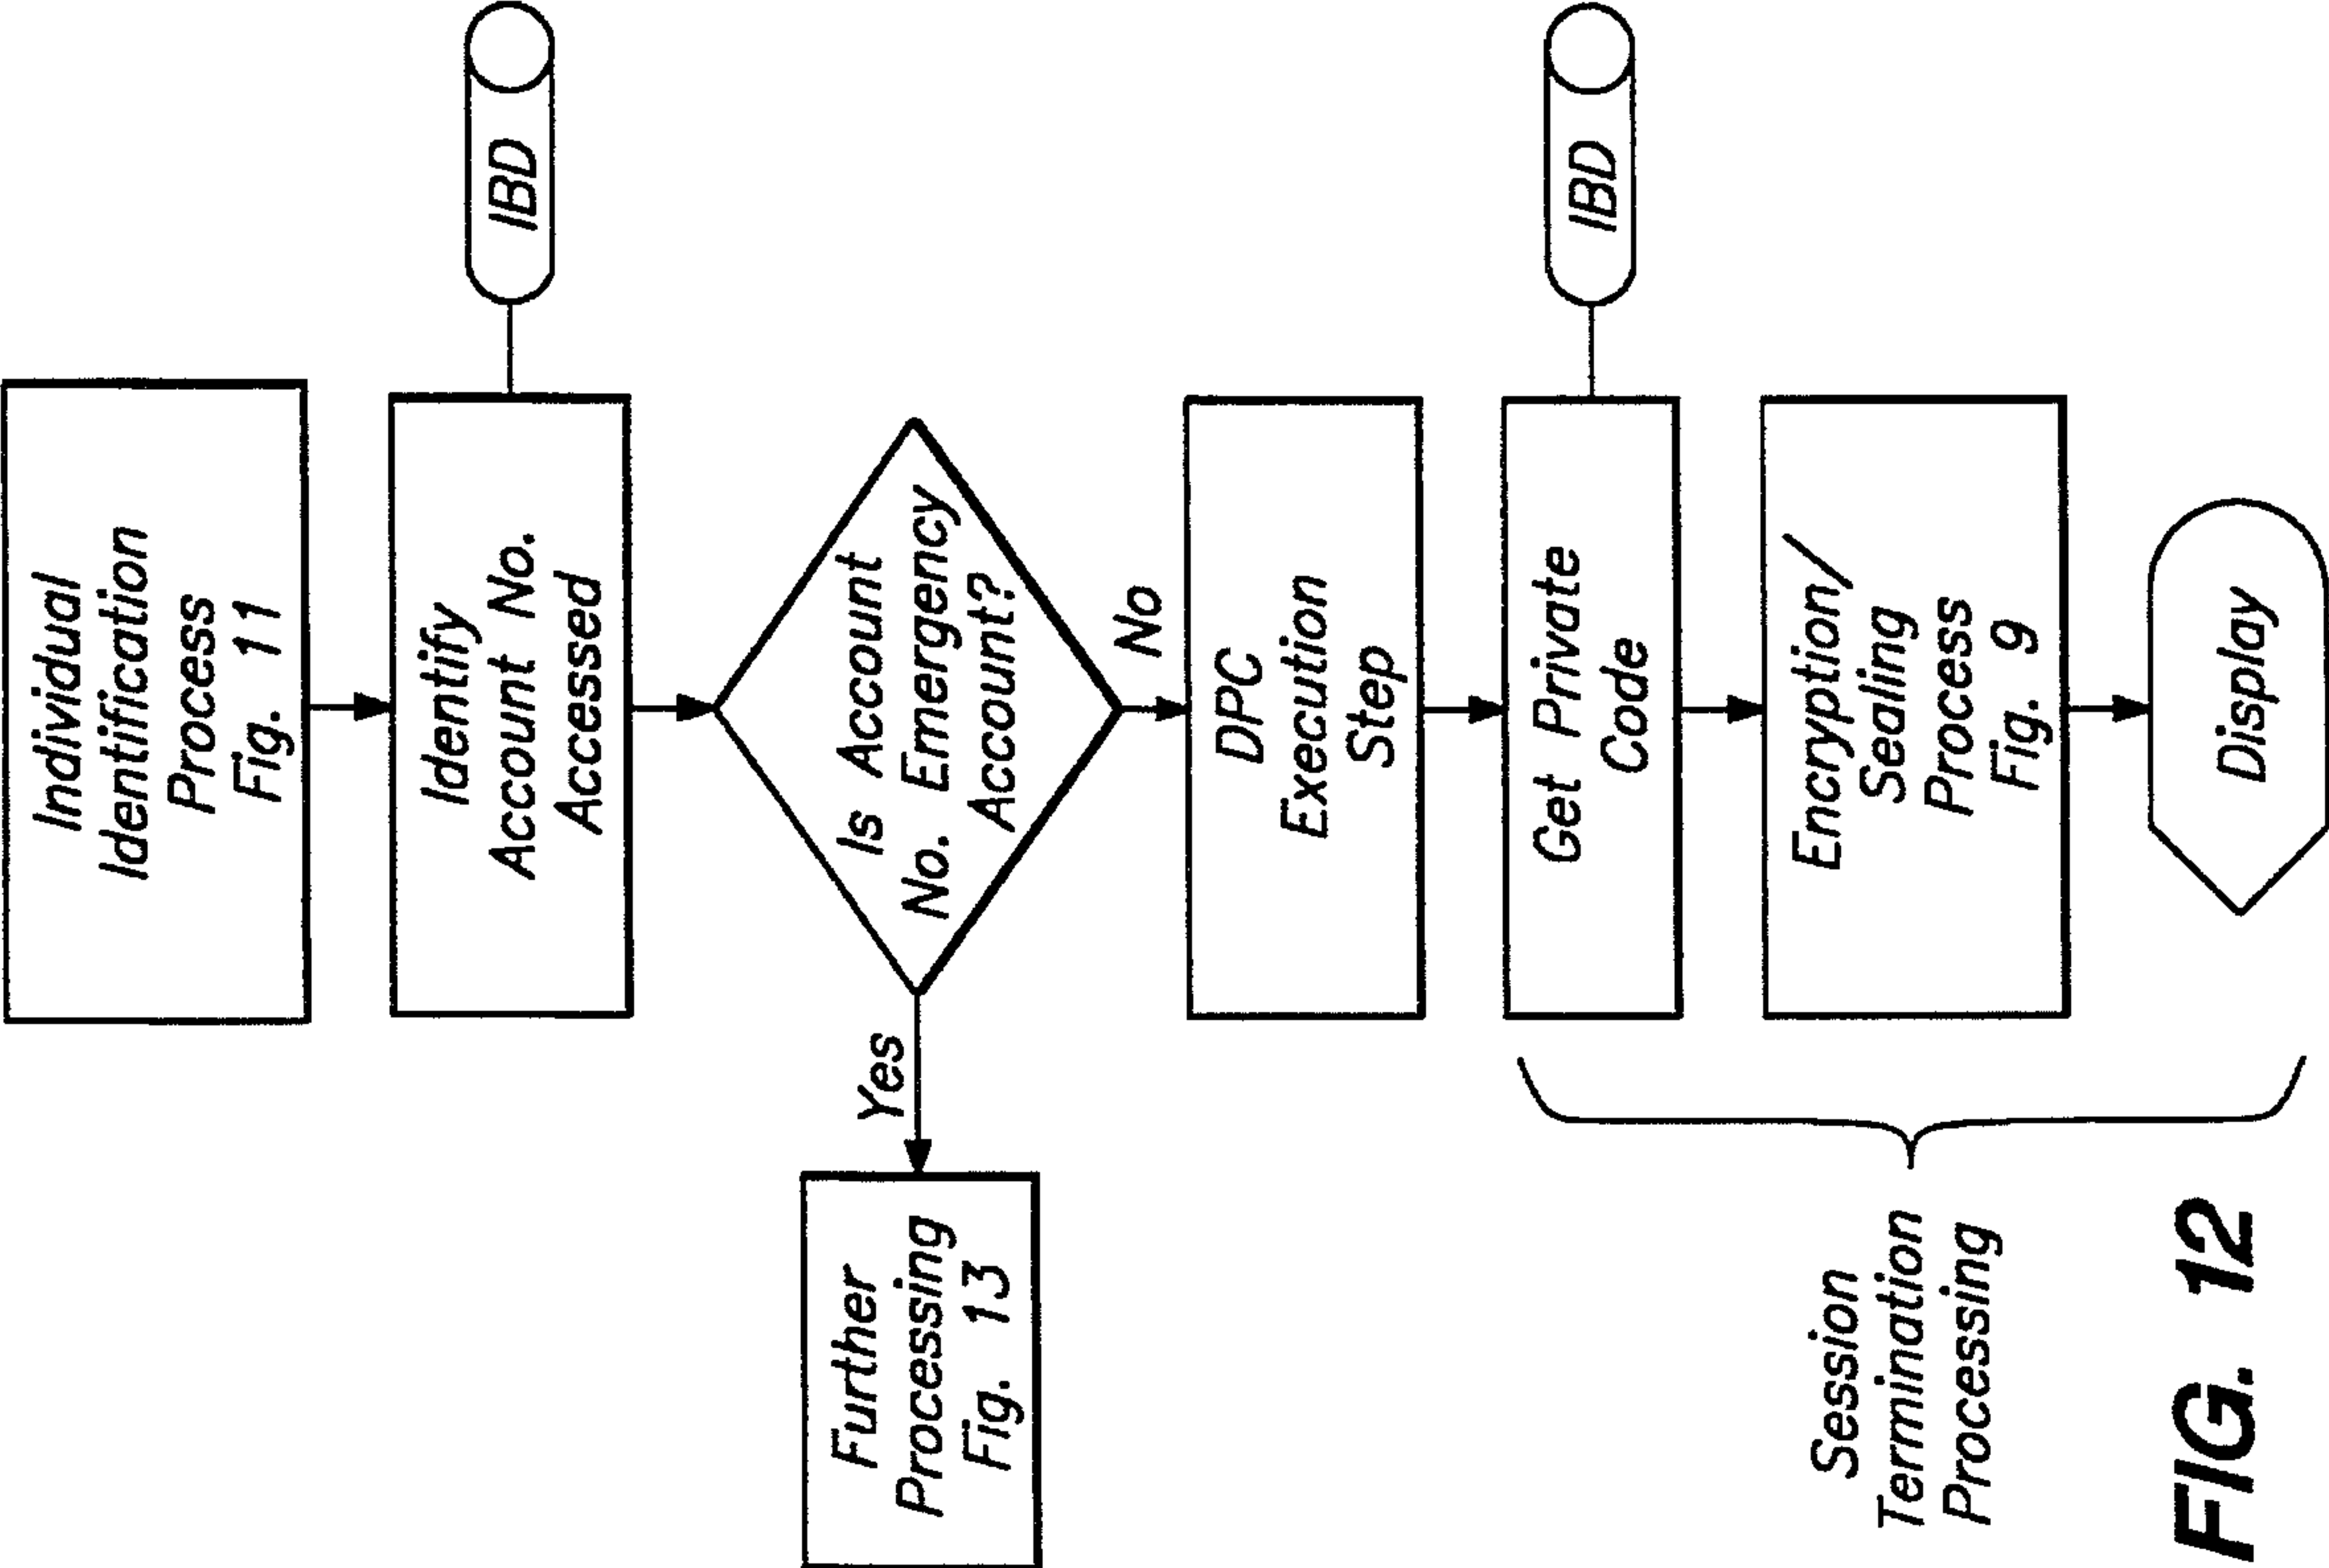 Individual
Identification
Process
Fig. 11
Identify
Account No.
Accessed
IBD
Is Account
No. Emergency
Account?
Yes
No
Further
Processing
Fig. 13
DPC
Execution
Step
Get Private
Code
IBD
Encryption/
Sealing
Process
Fig. 9
Display
Session
Termination
Processing
FIG. 12